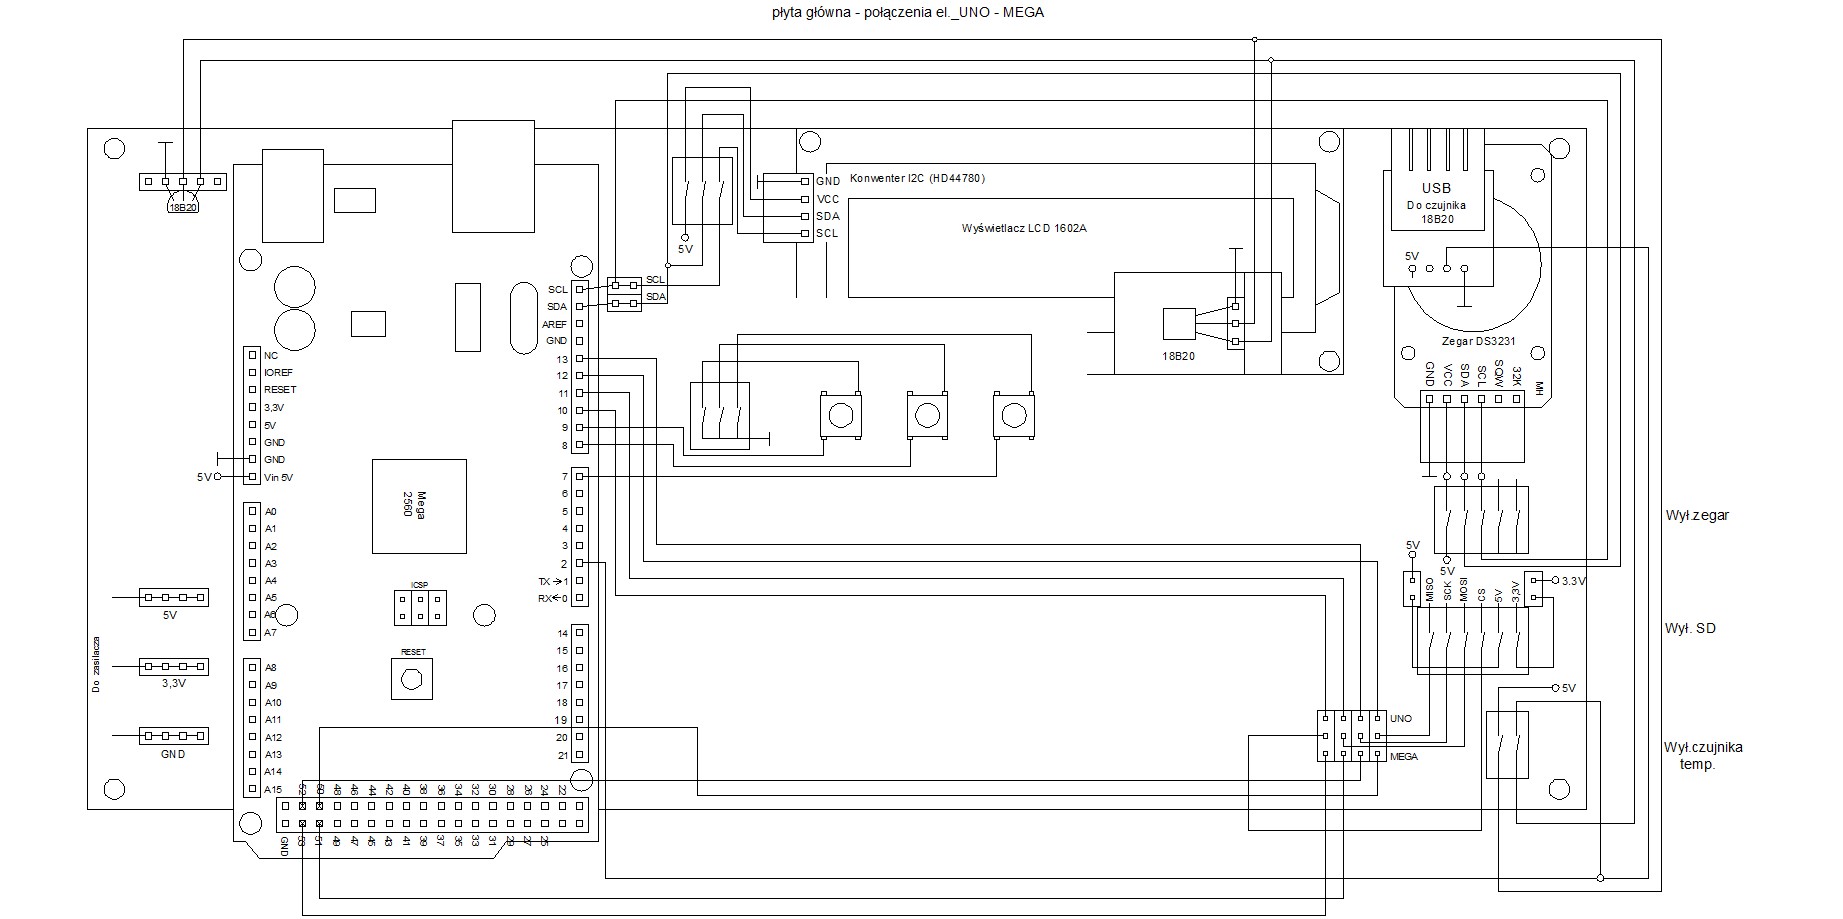 płyta główna - połączenia el._UNO - MEGA
18B20
5V
GND
VCC
SDA
SCL
Konwenter I2C (HD44780)
Wyświetlacz LCD 1602A
18B20
USB
Do czujnika
18B20
5V
Zegar DS3231
GND
VCC
SDA
SCL
SQW
32K
MH
SCL
SDA
SCL
SDA
AREF
GND
13
12
11
10
9
8
7
6
5
4
3
2
TX → 1
RX ← 0
14
15
16
17
18
19
20
21
NC
IOREF
RESET
3,3V
5V
GND
GND
Vin 5V
5V
A0
A1
A2
A3
A4
A5
A6
A7
A8
A9
A10
A11
A12
A13
A14
A15
Mega
2560
ICSP
RESET
5V
3,3V
GND
Do zasilacza
52
50
48
46
44
42
40
38
36
34
32
30
28
26
24
22
GND
53
51
49
47
45
43
41
39
37
35
33
31
29
27
25
Wył.zegar
5V
5V
MISO
SCK
MOSI
CS
5V
3,3V
3.3V
Wył. SD
5V
UNO
MEGA
Wył.czujnika
temp.